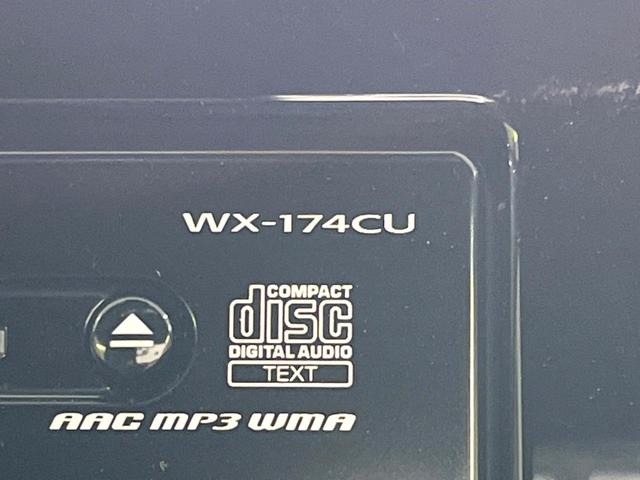 WX-174CU
COMPACT
disc
DIGITAL AUDIO
TEXT
AAC MP3 WMA